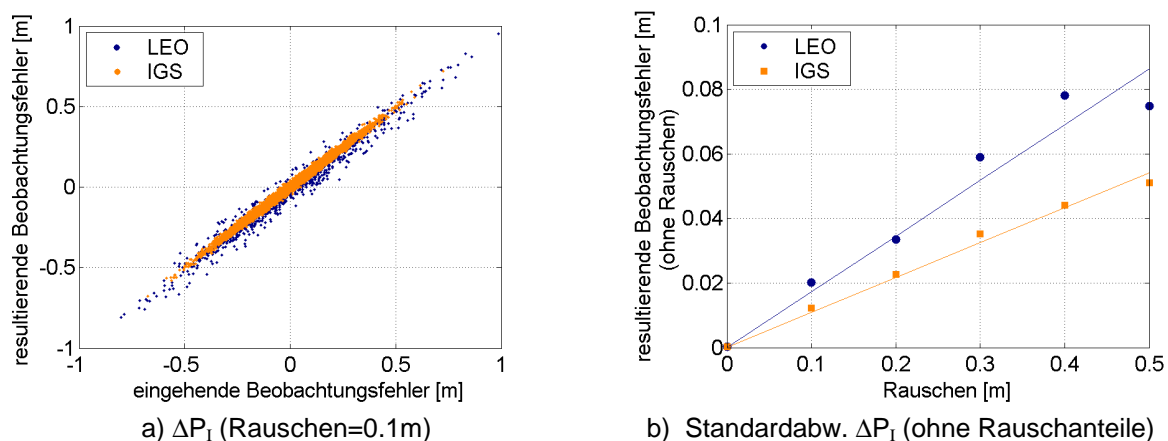 resultierende Beobachtungsfehler [m]
1
0.5
0
-0.5
-1
LEO
IGS
-1
-0.5
0
0.5
1
eingehende Beobachtungsfehler [m]
a) ΔP_I (Rauschen=0.1m)
resultierende Beobachtungsfehler [m]
(ohne Rauschen)
0.1
0.08
0.06
0.04
0.02
0
LEO
IGS
0
0.1
0.2
0.3
0.4
0.5
Rauschen [m]
b) Standardabw. ΔP_I (ohne Rauschanteile)